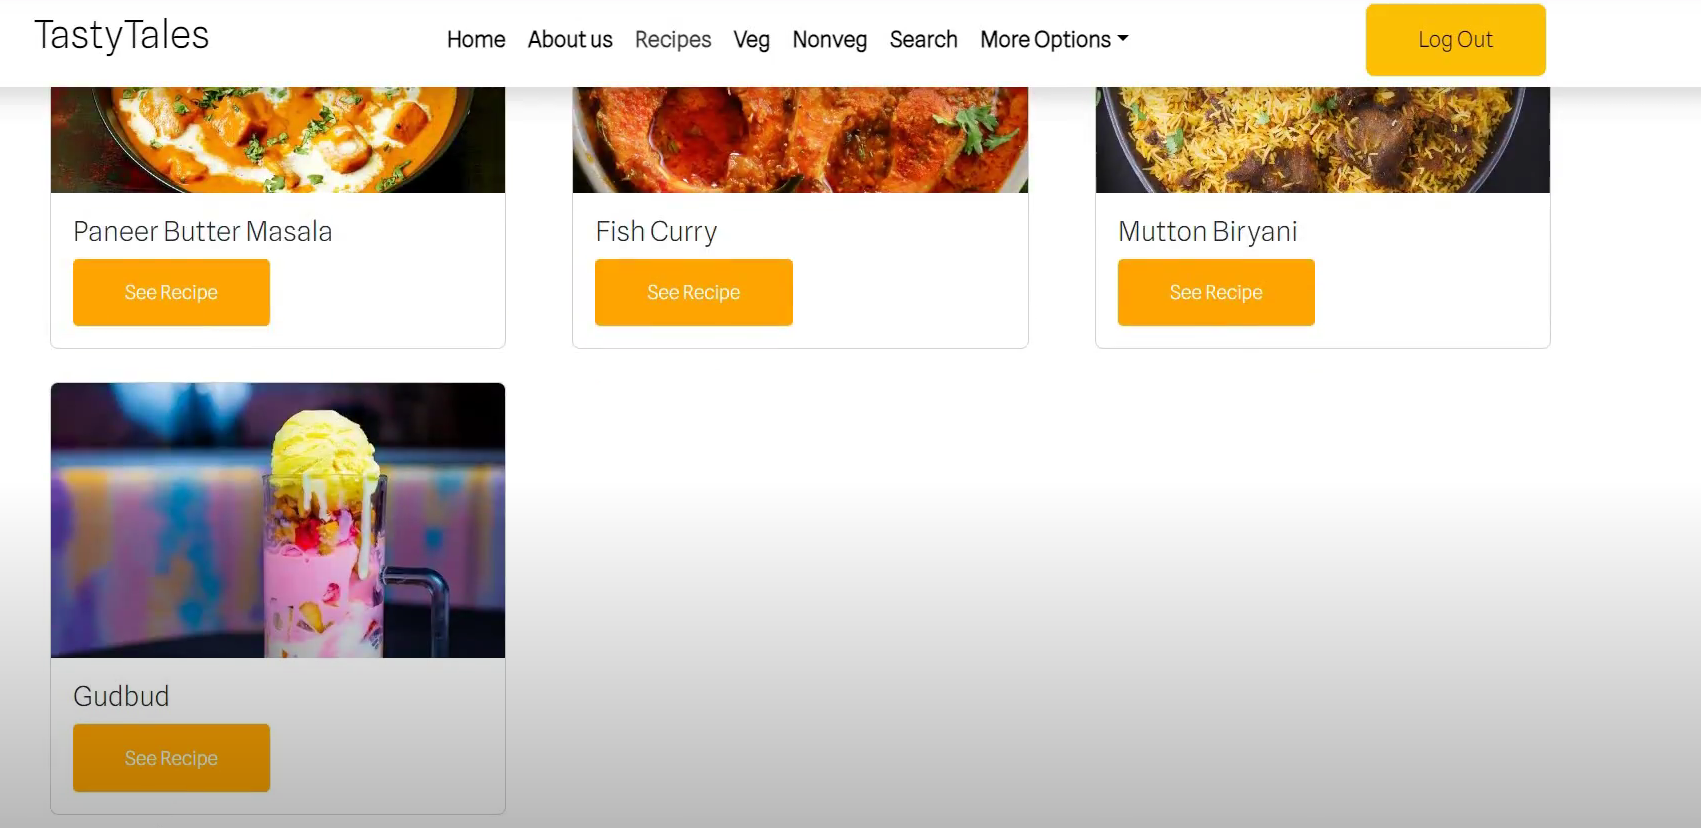 TastyTales
Home About us Recipes Veg Nonveg Search More Options
Log Out
Paneer Butter Masala
See Recipe
Fish Curry
See Recipe
Mutton Biryani
See Recipe
Gudbud
See Recipe